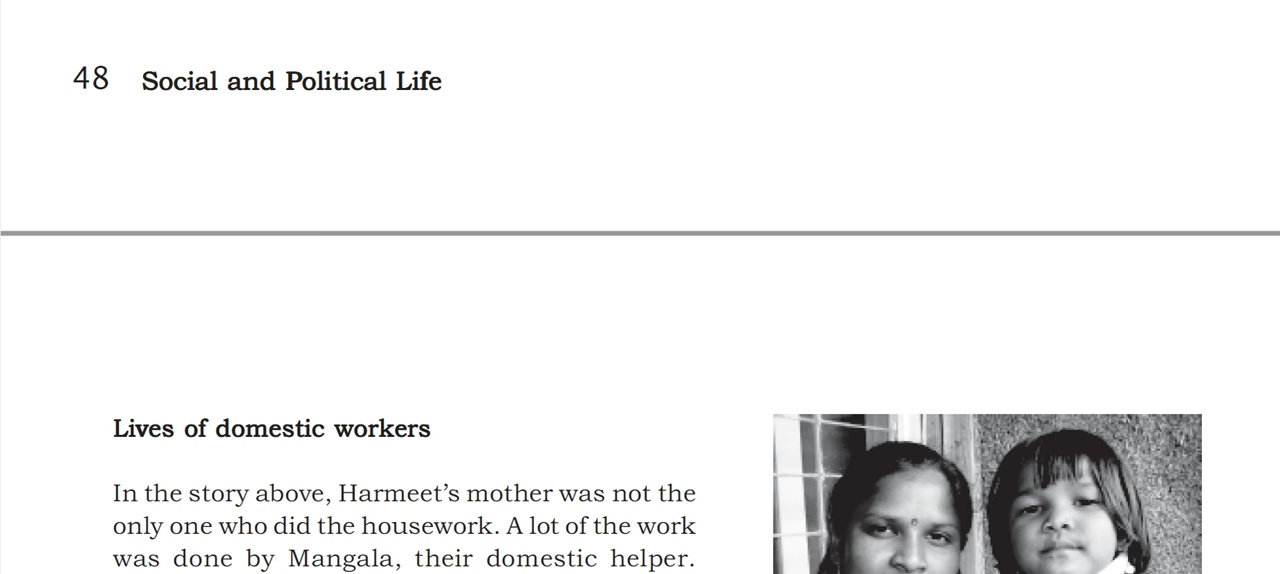 48 Social and Political Life
Lives of domestic workers
In the story above, Harmeet’s mother was not the
only one who did the housework. A lot of the work
was done by Mangala, their domestic helper.